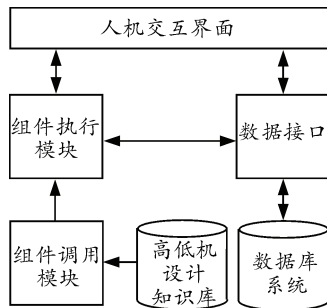 人机交互界面
组件执行
模块
数据接口
组件调用
模块
高低机
设计
知识库
数据库
系统